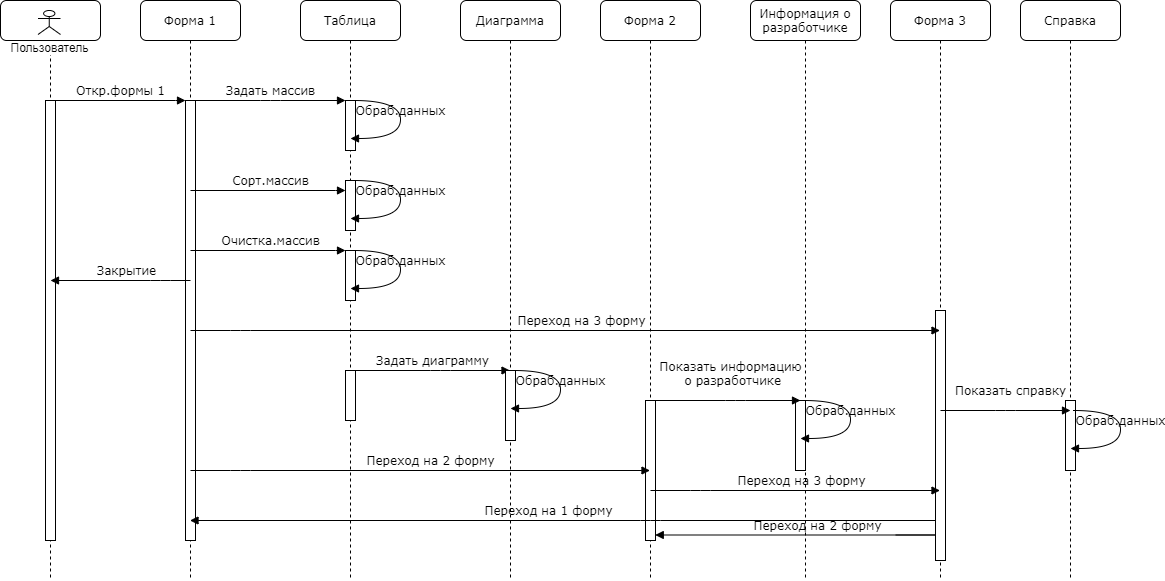 Пользователь
Форма 1
Таблица
Диаграмма
Форма 2
Информация о
разработчике
Форма 3
Справка
Откр.формы 1
Задать массив
Обраб.данных
Сорт.массив
Обраб.данных
Очистка.массив
Обраб.данных
Закрытие
Переход на 3 форму
Задать диаграмму
Обраб.данных
Показать информацию
о разработчике
Обраб.данных
Показать справку
Обраб.данных
Переход на 2 форму
Переход на 3 форму
Переход на 1 форму
Переход на 2 форму